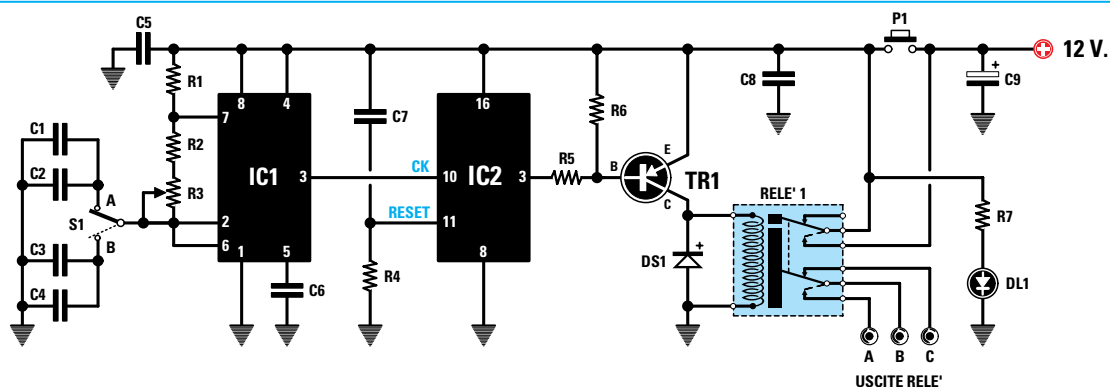 P1
C5
12 V.
R1
C8
C9
8
4
16
7
C7
R6
C1
R2
C2
A
R3
IC1
3
CK
10
IC2
3
R5
B
E
TR1
C
RESET
11
RELE' 1
S1
2
B
6
C3
R7
C4
1
5
R4
8
DS1
DL1
C6
A
B
C
USCITE RELE'
+
+
+